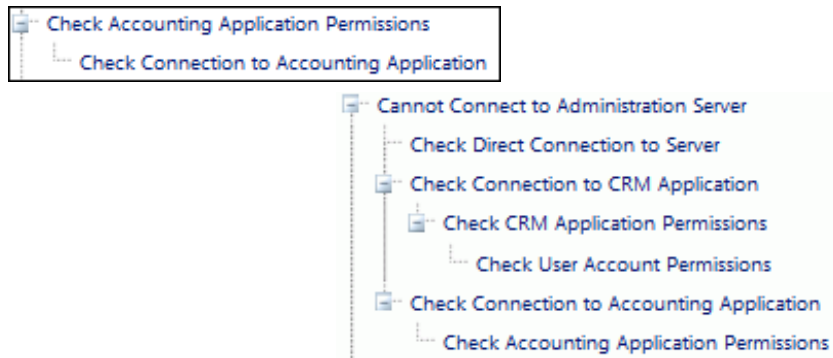 Check Accounting Application Permissions
Check Connection to Accounting Application
Cannot Connect to Administration Server
Check Direct Connection to Server
Check Connection to CRM Application
Check CRM Application Permissions
Check User Account Permissions
Check Connection to Accounting Application
Check Accounting Application Permissions